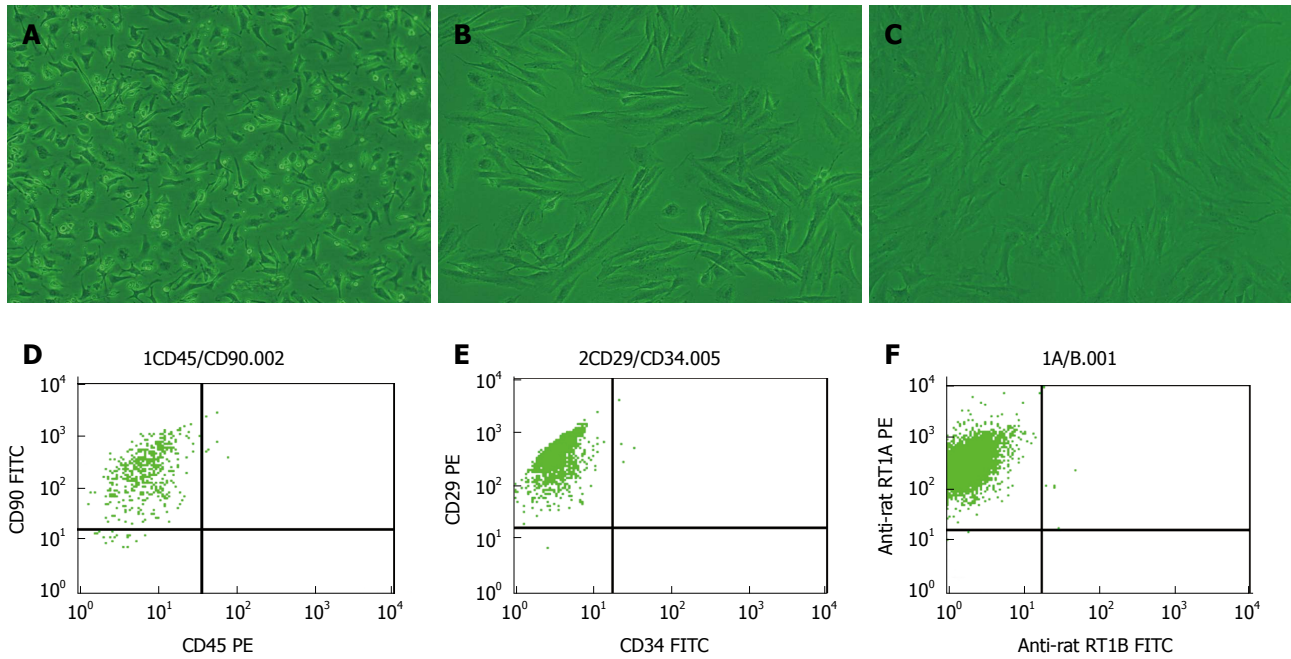 A
B
C
D
1CD45/CD90.002
10⁴
10³
10²
10¹
10⁰
CD90 FITC
10⁰ 10¹ 10² 10³ 10⁴
CD45 PE
E
2CD29/CD34.005
10⁴
10³
10²
10¹
10⁰
CD29 PE
10⁰ 10¹ 10² 10³ 10⁴
CD34 FITC
F
1A/B.001
10⁴
10³
10²
10¹
10⁰
Anti-rat RT1A PE
10⁰ 10¹ 10² 10³ 10⁴
Anti-rat RT1B FITC